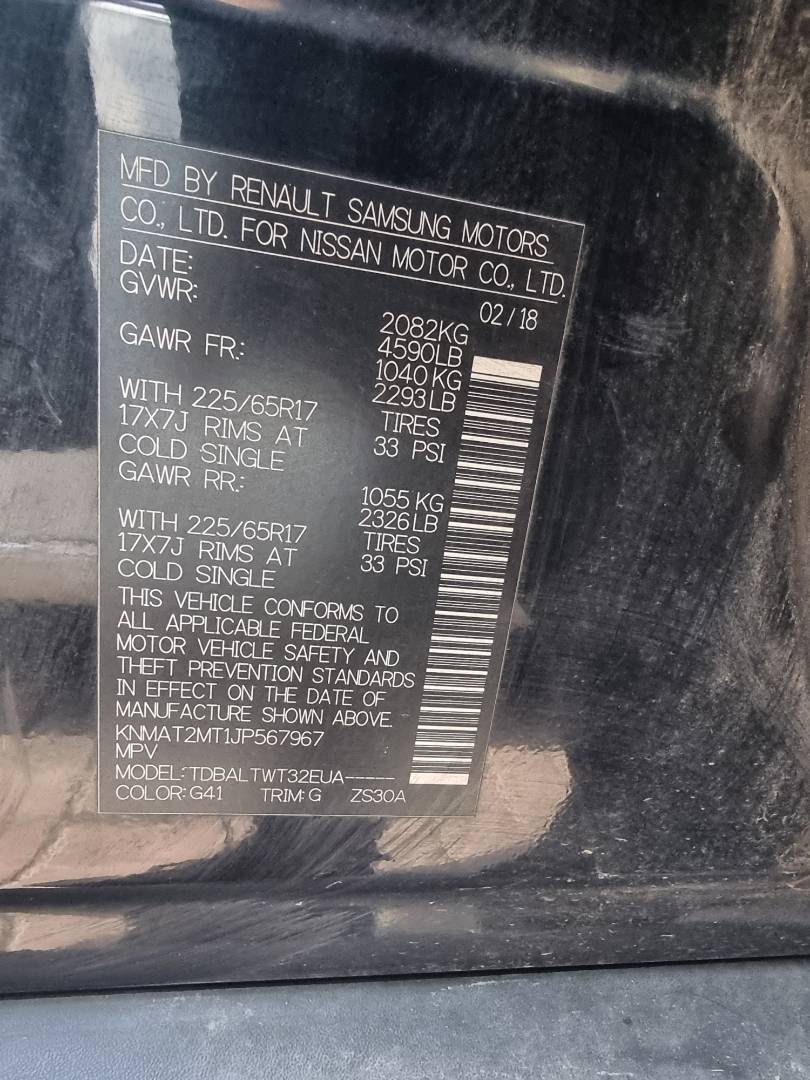 MFD BY RENAULT SAMSUNG MOTORS
CO., LTD. FOR NISSAN MOTOR CO., LTD.
DATE: 02/18
GVWR: 2082KG
4590LB
GAWR FR: 1040KG
2293LB
WITH 225/65R17 TIRES
17X7J RIMS AT 33 PSI
COLD SINGLE
GAWR RR: 1055KG
2326LB
WITH 225/65R17 TIRES
17X7J RIMS AT 33 PSI
COLD SINGLE
THIS VEHICLE CONFORMS TO
ALL APPLICABLE FEDERAL
MOTOR VEHICLE SAFETY AND
THEFT PREVENTION STANDARDS
IN EFFECT ON THE DATE OF
MANUFACTURE SHOWN ABOVE.
KNMAT2MT1JP567967
MPV
MODEL: TDBALTWT32EUA-----
COLOR: G41 TRIM: G ZS30A